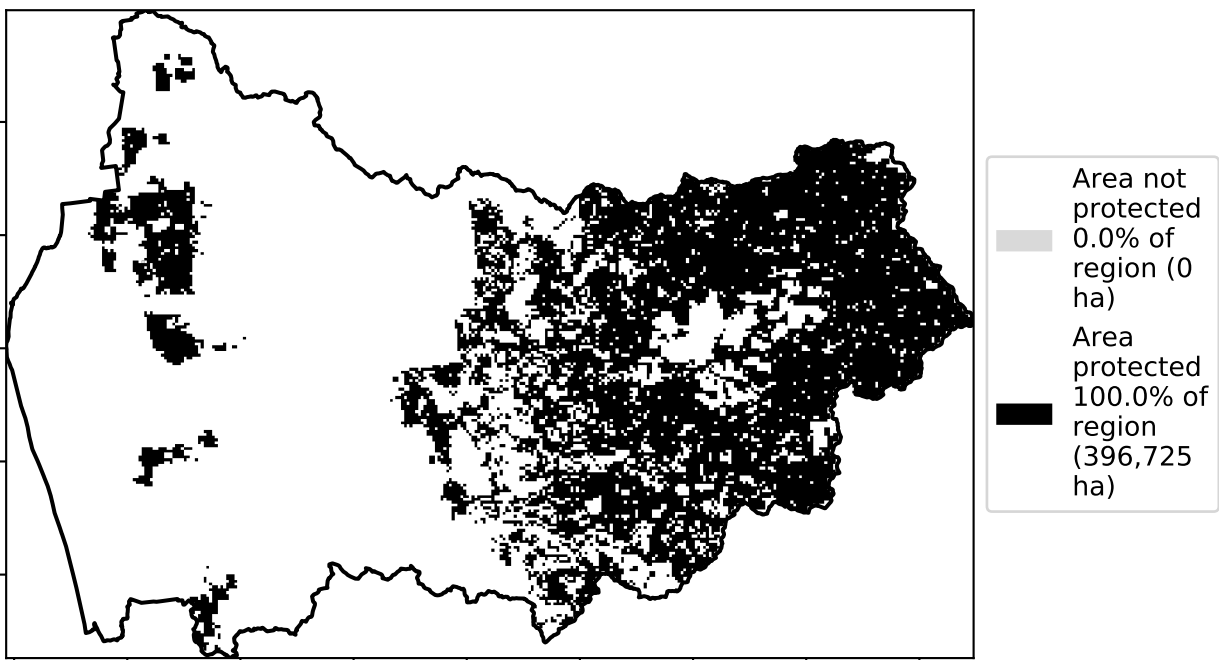 Area not
protected
0.0% of
region (0
ha)
Area
protected
100.0% of
region
(396,725
ha)